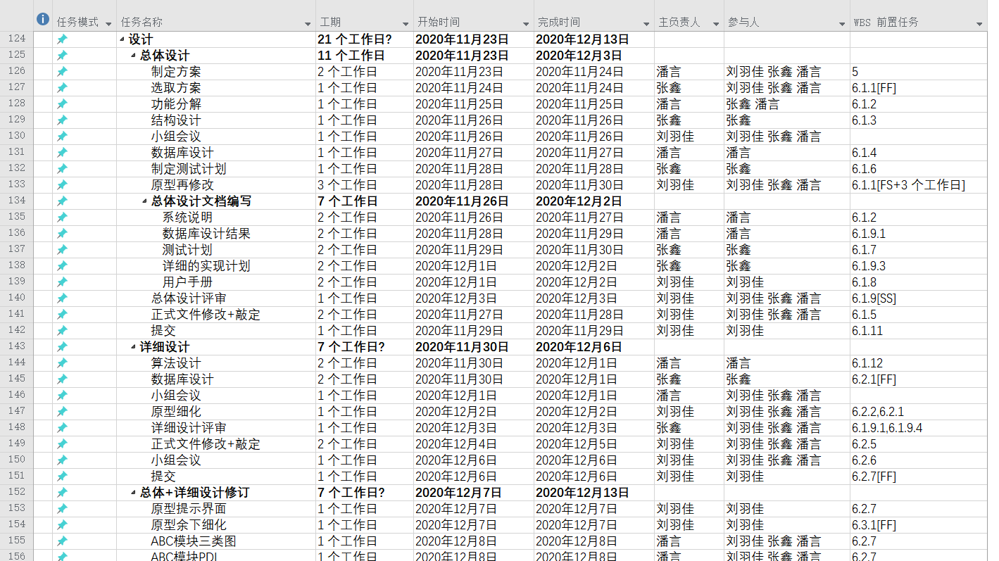 任务模式 任务名称 工期 开始时间 完成时间 主负责人 参与人 WBS 前置任务
124 设计 21 个工作日? 2020年11月23日 2020年12月13日
125 总体设计 11 个工作日 2020年11月23日 2020年12月3日
126 制定方案 2 个工作日 2020年11月23日 2020年11月24日 潘言 刘羽佳 张鑫 潘言 5
127 选取方案 1 个工作日 2020年11月24日 2020年11月24日 张鑫 刘羽佳 张鑫 潘言 6.1.1[FF]
128 功能分解 1 个工作日 2020年11月25日 2020年11月25日 潘言 张鑫 潘言 6.1.2
129 结构设计 1 个工作日 2020年11月26日 2020年11月26日 张鑫 张鑫 6.1.3
130 小组会议 1 个工作日 2020年11月26日 2020年11月26日 刘羽佳 刘羽佳 张鑫 潘言
131 数据库设计 1 个工作日 2020年11月27日 2020年11月27日 潘言 潘言 6.1.4
132 制定测试计划 1 个工作日 2020年11月28日 2020年11月28日 张鑫 张鑫 6.1.6
133 原型再修改 3 个工作日 2020年11月28日 2020年11月30日 刘羽佳 刘羽佳 张鑫 潘言 6.1.1[FS+3 个工作日]
134 总体设计文档编写 7 个工作日 2020年11月26日 2020年12月2日
135 系统说明 2 个工作日 2020年11月26日 2020年11月27日 潘言 潘言 6.1.2
136 数据库设计结果 2 个工作日 2020年11月28日 2020年11月29日 潘言 潘言 6.1.9.1
137 测试计划 2 个工作日 2020年11月29日 2020年11月30日 张鑫 张鑫 6.1.7
138 详细的实现计划 2 个工作日 2020年12月1日 2020年12月2日 张鑫 张鑫 6.1.9.3
139 用户手册 2 个工作日 2020年12月1日 2020年12月2日 刘羽佳 刘羽佳 6.1.8
140 总体设计评审 1 个工作日 2020年12月3日 2020年12月3日 刘羽佳 刘羽佳 张鑫 潘言 6.1.9[SS]
141 正式文件修改+敲定 2 个工作日 2020年11月27日 2020年11月28日 刘羽佳 刘羽佳 张鑫 潘言 6.1.5
142 提交 1 个工作日 2020年11月29日 2020年11月29日 刘羽佳 刘羽佳 6.1.11
143 详细设计 7 个工作日? 2020年11月30日 2020年12月6日
144 算法设计 2 个工作日 2020年11月30日 2020年12月1日 潘言 潘言 6.1.12
145 数据库设计 2 个工作日 2020年11月30日 2020年12月1日 张鑫 张鑫 6.2.1[FF]
146 小组会议 1 个工作日 2020年12月1日 2020年12月1日 潘言 刘羽佳 张鑫 潘言
147 原型细化 1 个工作日 2020年12月2日 2020年12月2日 刘羽佳 刘羽佳 张鑫 潘言 6.2.2,6.2.1
148 详细设计评审 1 个工作日 2020年12月3日 2020年12月3日 张鑫 刘羽佳 张鑫 潘言 6.1.9.1,6.1.9.4
149 正式文件修改+敲定 2 个工作日 2020年12月4日 2020年12月5日 刘羽佳 刘羽佳 张鑫 潘言 6.2.5
150 小组会议 1 个工作日 2020年12月6日 2020年12月6日 刘羽佳 刘羽佳 张鑫 潘言 6.2.6
151 提交 1 个工作日 2020年12月6日 2020年12月6日 刘羽佳 刘羽佳 6.2.7[FF]
152 总体+详细设计修订 7 个工作日? 2020年12月7日 2020年12月13日
153 原型提示界面 1 个工作日 2020年12月7日 2020年12月7日 刘羽佳 刘羽佳 6.2.7
154 原型余下细化 1 个工作日 2020年12月7日 2020年12月7日 刘羽佳 刘羽佳 6.3.1[FF]
155 ABC模块三类图 1 个工作日 2020年12月8日 2020年12月8日 潘言 刘羽佳 张鑫 潘言 6.2.7
156 ABC模块PDL 1 个工作日 2020年12月8日 2020年12月8日 潘言 刘羽佳 张鑫 潘言 6.2.7